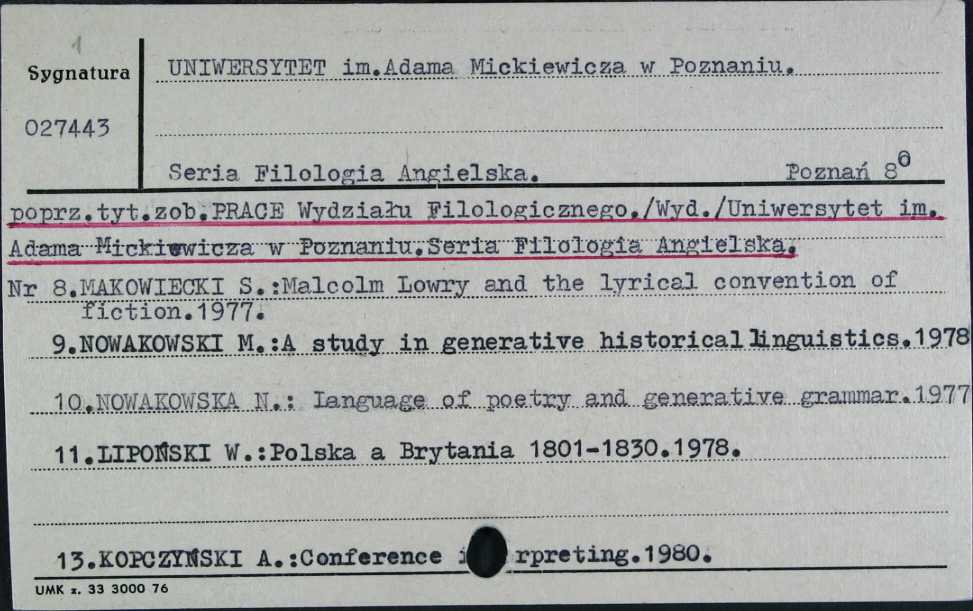 1
Sygnatura
UNIWERSYTET im.Adama Mickiewicza w Poznaniu.
027443
Seria Filologia Angielska. Poznań 8⁰
poprz.tyt.zob.PRACE Wydziału Filologicznego./Wyd./Uniwersytet im.
Adama Mickiewicza w Poznaniu.Seria Filologia Angielska.
Nr 8.MAKOWIECKI S.:Malcolm Lowry and the lyrical convention of
fiction.1977.
9.NOWAKOWSKI M.:A study in generative historical linguistics.1978
10.NOWAKOWSKA N.: Language of poetry and generative grammar.1977
11.LIPOŃSKI W.:Polska a Brytania 1801-1830.1978.
13.KOPCZYŃSKI A.:Conference i rpreting.1980.
UMK z. 33 3000 76